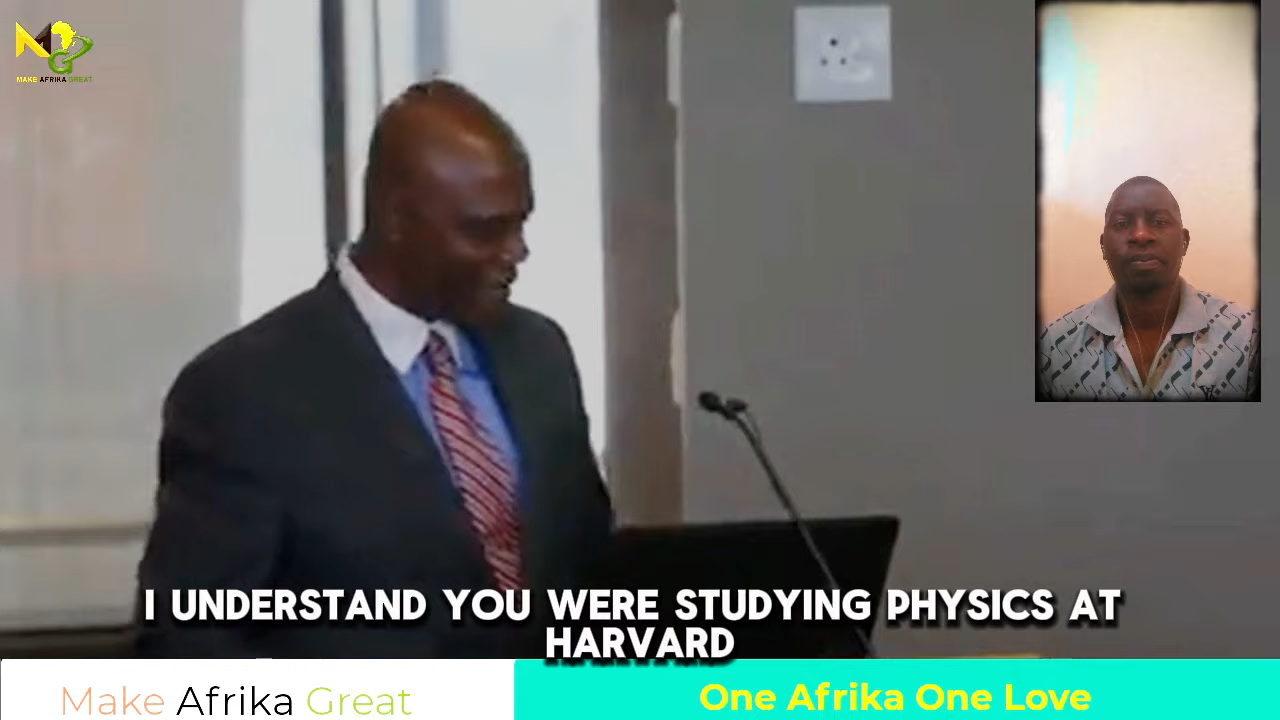 MAKE AFRIKA GREAT
I UNDERSTAND YOU WERE STUDYING PHYSICS AT
HARVARD
Make Afrika Great
One Afrika One Love